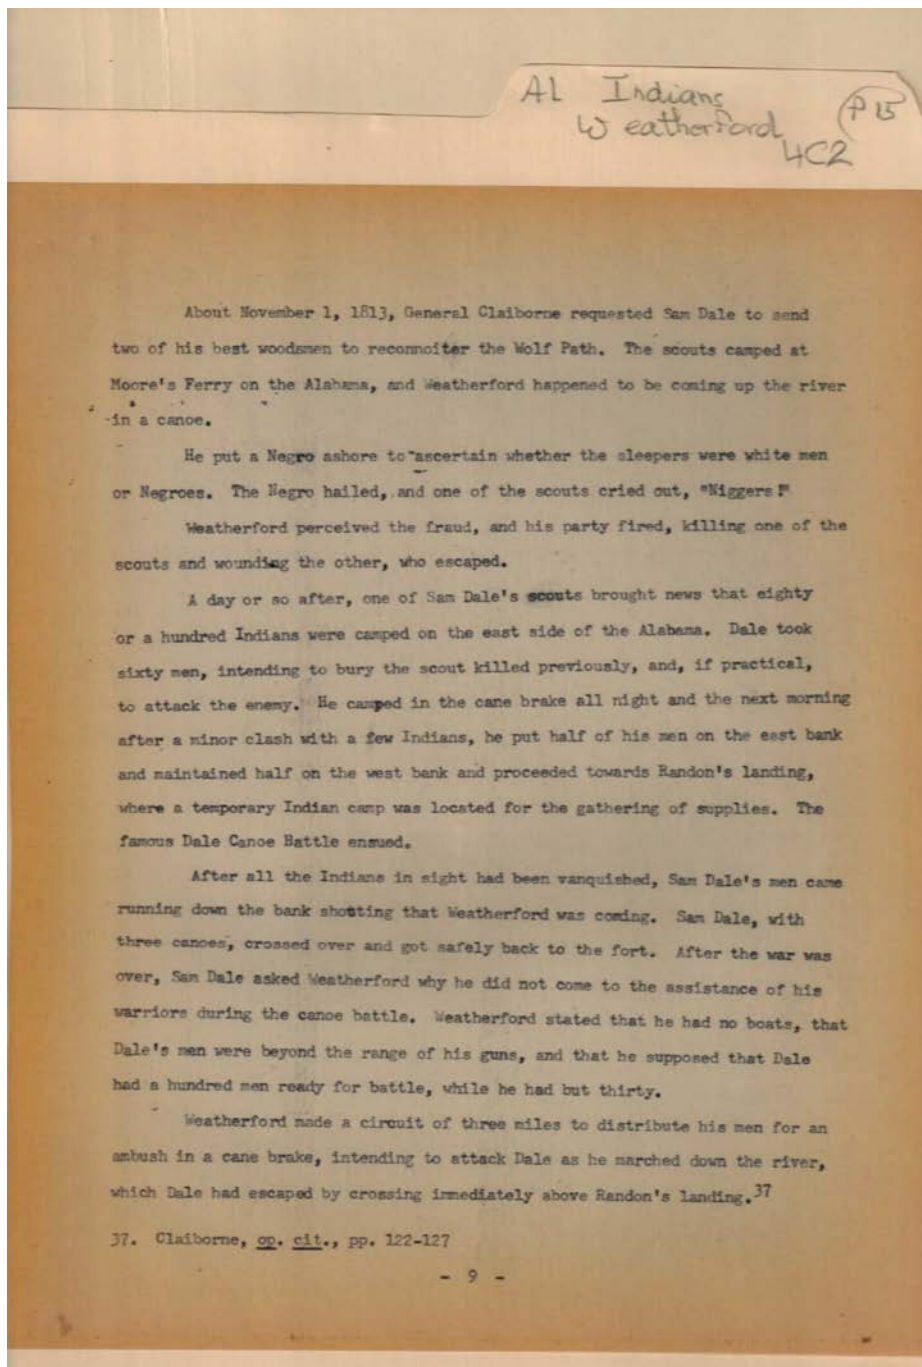 Al Indians
Weatherford
P 15
4C2
About November 1, 1813, General Claiborne requested Sam Dale to send
two of his best woodsmen to reconnoiter the Wolf Path. The scouts camped at
Moore's Ferry on the Alabama, and Weatherford happened to be coming up the river
in a canoe.
He put a Negro ashore to ascertain whether the sleepers were white men
or Negroes. The Negro hailed, and one of the scouts cried out, "Niggers!"
Weatherford perceived the fraud, and his party fired, killing one of the
scouts and wounding the other, who escaped.
A day or so after, one of Sam Dale's scouts brought news that eighty
or a hundred Indians were camped on the east side of the Alabama. Dale took
sixty men, intending to bury the scout killed previously, and, if practical,
to attack the enemy. He camped in the cane brake all night and the next morning
after a minor clash with a few Indians, he put half of his men on the east bank
and maintained half on the west bank and proceeded towards Randon's landing,
where a temporary Indian camp was located for the gathering of supplies. The
famous Dale Canoe Battle ensued.
After all the Indians in sight had been vanquished, Sam Dale's men came
running down the bank shouting that Weatherford was coming. Sam Dale, with
three canoes, crossed over and got safely back to the fort. After the war was
over, Sam Dale asked Weatherford why he did not come to the assistance of his
warriors during the canoe battle. Weatherford stated that he had no boats, that
Dale's men were beyond the range of his guns, and that he supposed that Dale
had a hundred men ready for battle, while he had but thirty.
Weatherford made a circuit of three miles to distribute his men for an
ambush in a cane brake, intending to attack Dale as he marched down the river,
which Dale had escaped by crossing immediately above Randon's landing.37
37. Claiborne, op. cit., pp. 122-127
- 9 -